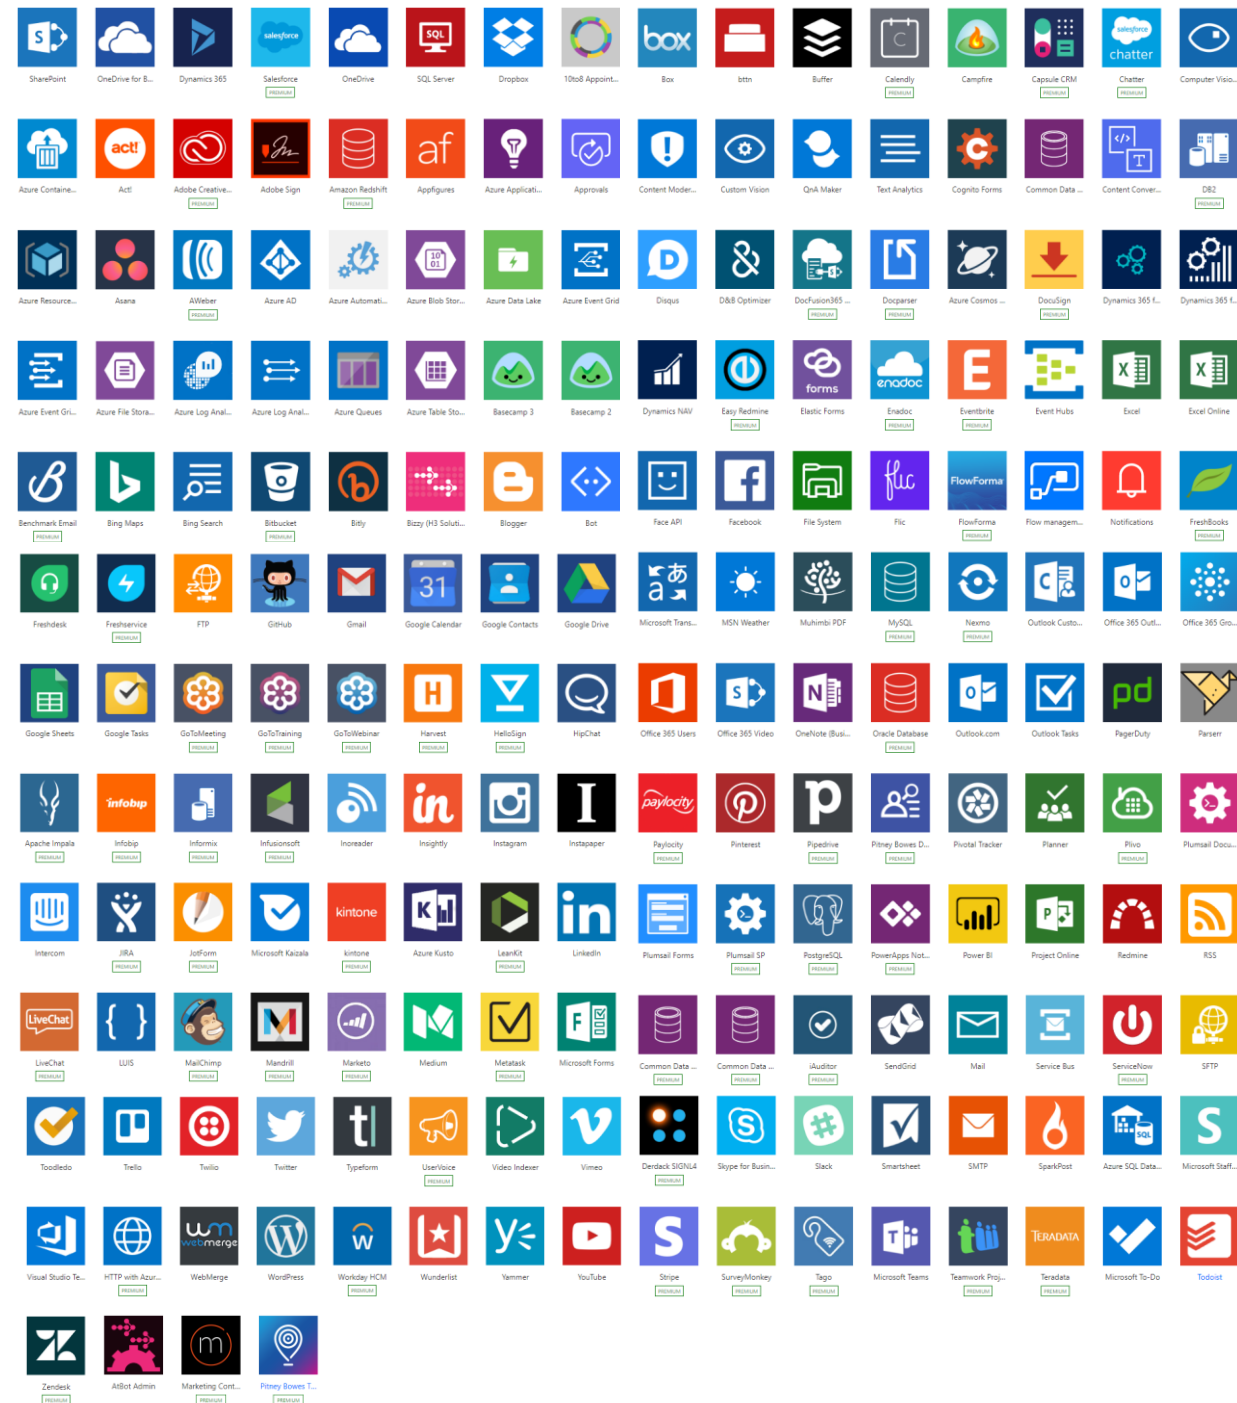 SharePoint OneDrive for B... Dynamics 365 Salesforce OneDrive SQL Server Dropbox 10to8 Appoint... Box bttn Buffer Calendly Campfire Capsule CRM Chatter Computer Visio...
PREMIUM PREMIUM PREMIUM PREMIUM
Azure Containe... Act! Adobe Creative... Adobe Sign Amazon Redshift Appfigures Azure Applicati... Approvals Content Moder... Custom Vision QnA Maker Text Analytics Cognito Forms Common Data ... Content Conver... DB2
PREMIUM PREMIUM PREMIUM
Azure Resource... Asana AWeber Azure AD Azure Automati... Azure Blob Stor... Azure Data Lake Azure Event Grid Disqus D&B Optimizer DocFusion365 ... Docparser Azure Cosmos ... DocuSign Dynamics 365 f... Dynamics 365 f...
PREMIUM PREMIUM PREMIUM PREMIUM
Azure Event Gri... Azure File Stora... Azure Log Anal... Azure Log Anal... Azure Queues Azure Table Sto... Basecamp 3 Basecamp 2 Dynamics NAV Easy Redmine Elastic Forms Enadoc Eventbrite Event Hubs Excel Excel Online
PREMIUM PREMIUM PREMIUM
Benchmark Email Bing Maps Bing Search Bitbucket Bitly Bizzy (H3 Soluti... Blogger Bot Face API Facebook File System Flic FlowForma Flow managem... Notifications FreshBooks
PREMIUM PREMIUM PREMIUM PREMIUM
Freshdesk Freshservice FTP GitHub Gmail Google Calendar Google Contacts Google Drive Microsoft Trans... MSN Weather Muhimbi PDF MySQL Nexmo Outlook Custo... Office 365 Outl... Office 365 Gro...
PREMIUM PREMIUM PREMIUM
Google Sheets Google Tasks GoToMeeting GoToTraining GoToWebinar Harvest HelloSign HipChat Office 365 Users Office 365 Video OneNote (Busi... Oracle Database Outlook.com Outlook Tasks PagerDuty Parserr
PREMIUM PREMIUM PREMIUM PREMIUM PREMIUM PREMIUM
Apache Impala Infobip Informix Infusionsoft Inoreader Insightly Instagram Instapaper Paylocity Pinterest Pipedrive Pitney Bowes D... Pivotal Tracker Planner Plivo Plumsail Docu...
PREMIUM PREMIUM PREMIUM PREMIUM PREMIUM PREMIUM PREMIUM PREMIUM
Intercom JIRA JotForm Microsoft Kaizala kintone Azure Kusto LeanKit LinkedIn Plumsail Forms Plumsail SP PostgreSQL PowerApps Not... Power BI Project Online Redmine RSS
PREMIUM PREMIUM PREMIUM PREMIUM PREMIUM PREMIUM PREMIUM
LiveChat LUIS MailChimp Mandrill Marketo Medium Metatask Microsoft Forms Common Data ... Common Data ... iAuditor SendGrid Mail Service Bus ServiceNow SFTP
PREMIUM PREMIUM PREMIUM PREMIUM PREMIUM PREMIUM PREMIUM PREMIUM PREMIUM
Toodledo Trello Twilio Twitter Typeform UserVoice Video Indexer Vimeo Derdack SIGNL4 Skype for Busin... Slack Smartsheet SMTP SparkPost Azure SQL Data... Microsoft Staff...
PREMIUM PREMIUM
Visual Studio Te... HTTP with Azur... WebMerge WordPress Workday HCM Wunderlist Yammer YouTube Stripe SurveyMonkey Tago Microsoft Teams Teamwork Proj... Teradata Microsoft To-Do Todoist
PREMIUM PREMIUM PREMIUM PREMIUM PREMIUM PREMIUM PREMIUM
Zendesk AtBot Admin Marketing Cont... Pitney Bowes T...
PREMIUM PREMIUM PREMIUM